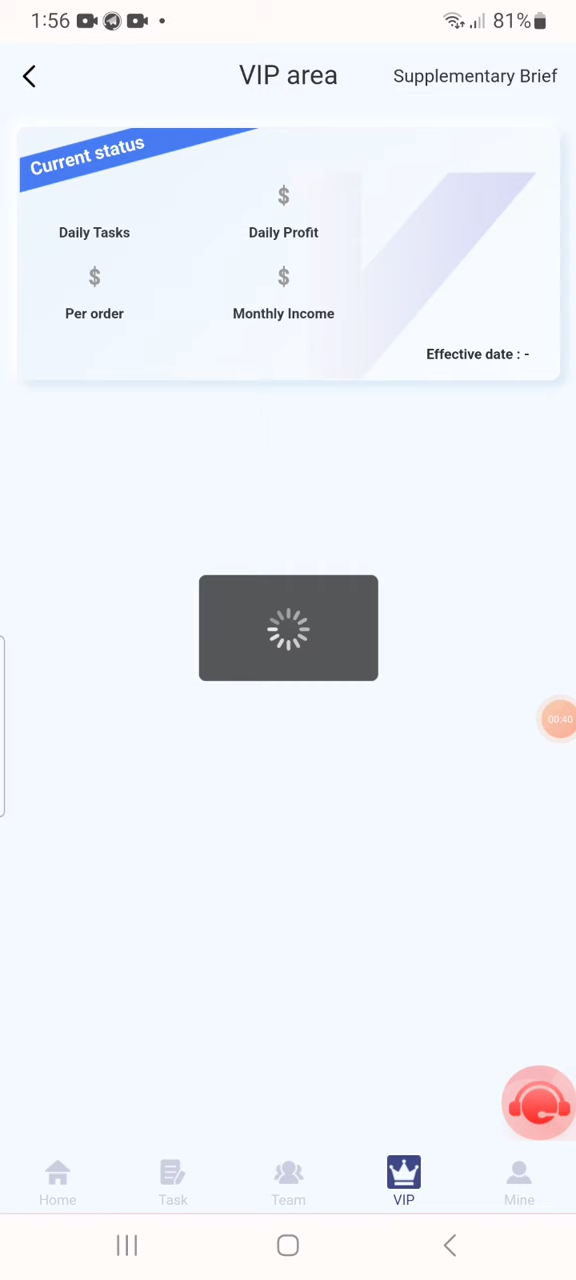 1:56
81%
VIP area
Supplementary Brief
Current status
$
Daily Tasks
Daily Profit
$
$
Per order
Monthly Income
Effective date : -
00:40
Home
Task
Team
VIP
Mine